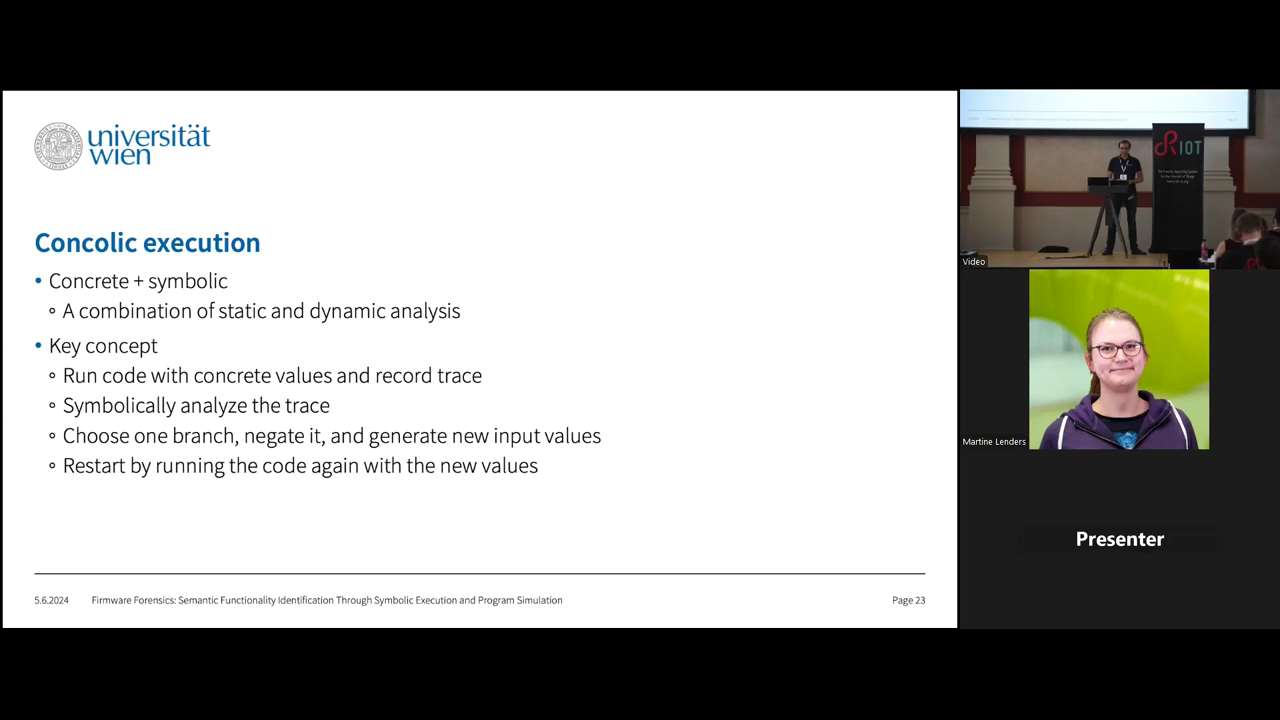 universität
wien
Concolic execution
• Concrete + symbolic
◦ A combination of static and dynamic analysis
• Key concept
◦ Run code with concrete values and record trace
◦ Symbolically analyze the trace
◦ Choose one branch, negate it, and generate new input values
◦ Restart by running the code again with the new values
5.6.2024 Firmware Forensics: Semantic Functionality Identification Through Symbolic Execution and Program Simulation Page 23
RIOT
Video
Martine Lenders
Presenter